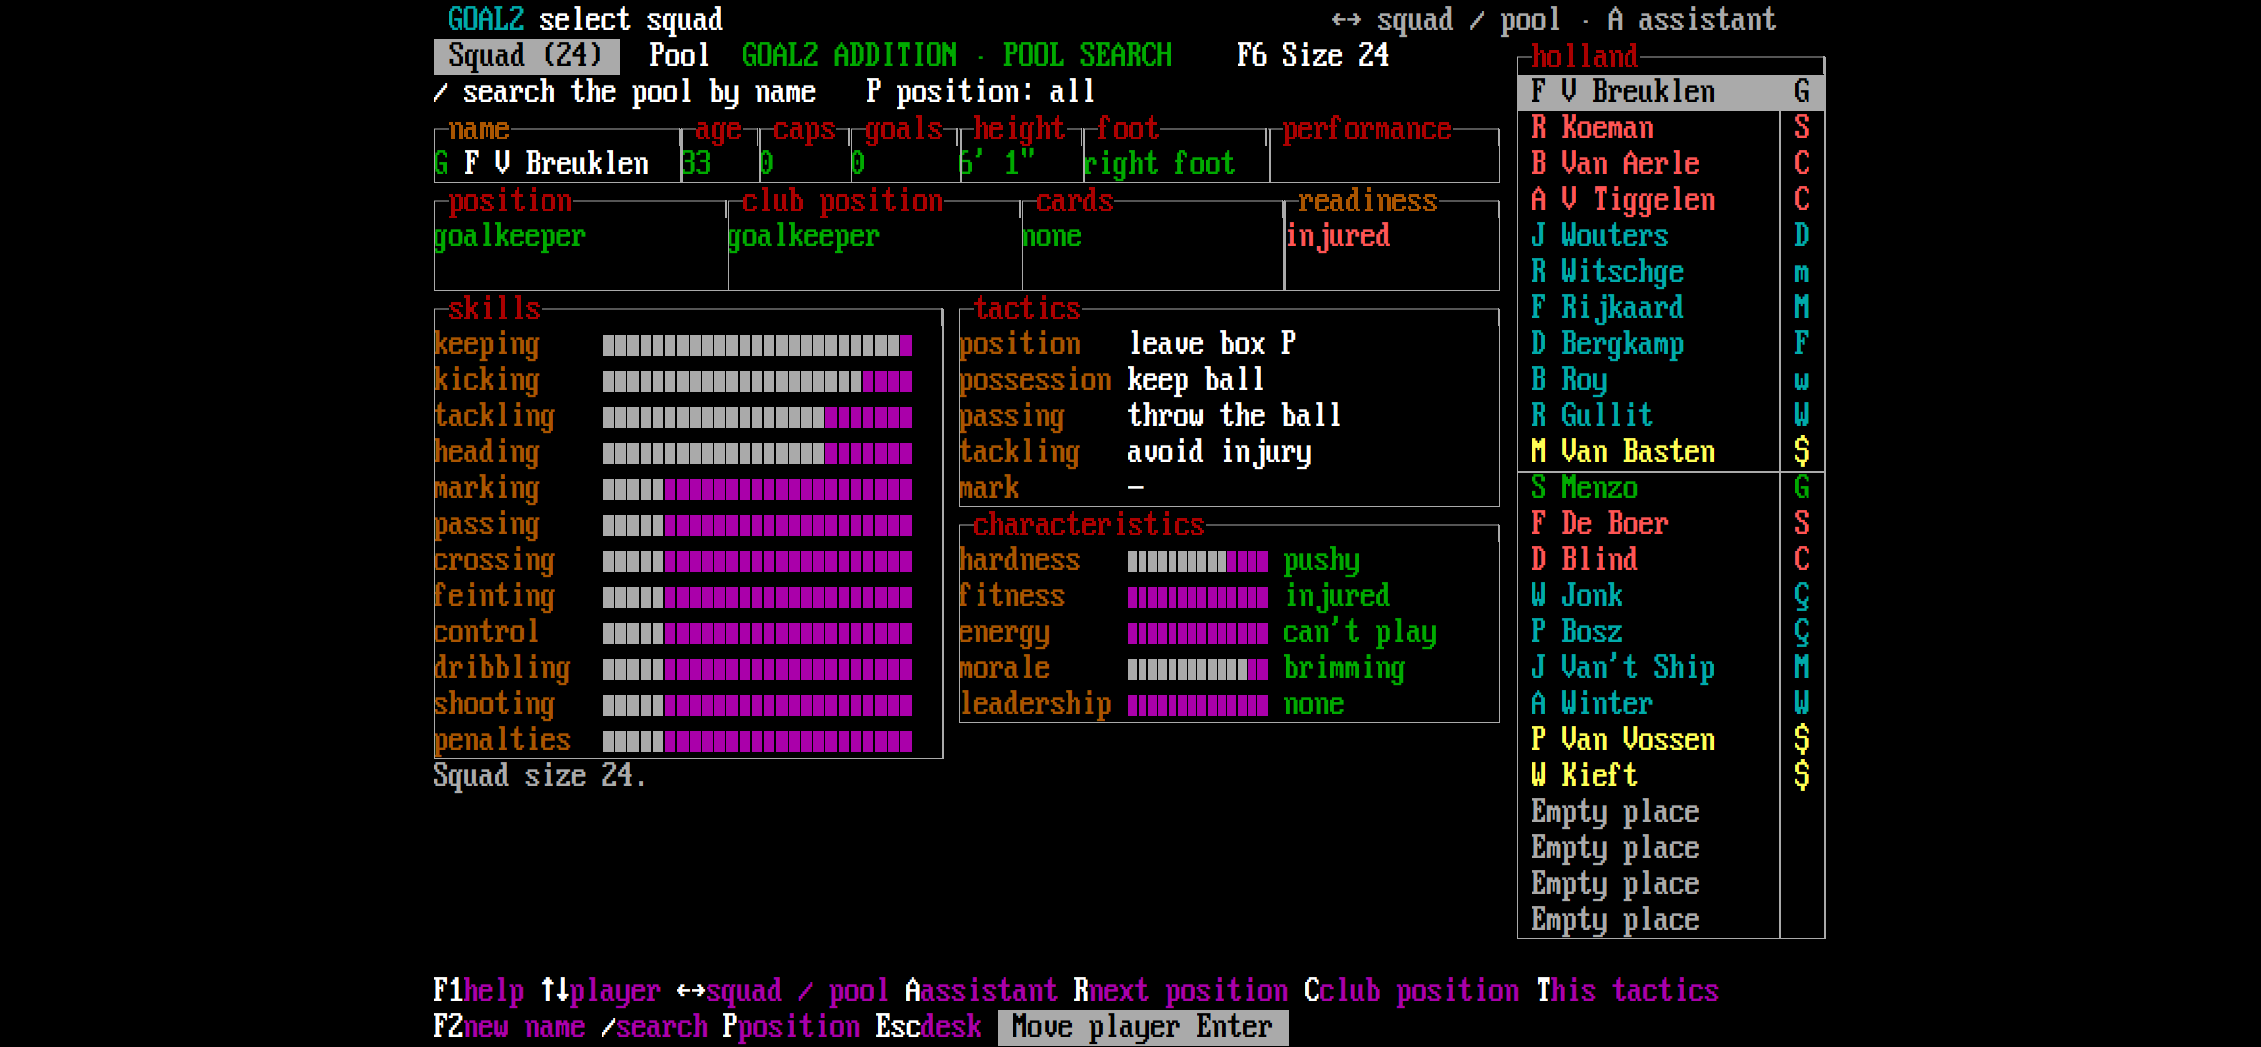 GOAL2 select squad ↔ squad / pool · A assistant
Squad (24) Pool GOAL2 ADDITION · POOL SEARCH F6 Size 24
/ search the pool by name P position: all
name age caps goals height foot performance
G F V Breuklen 33 0 0 6' 1" right foot
position club position cards readiness
goalkeeper goalkeeper none injured
skills
keeping
kicking
tackling
heading
marking
passing
crossing
feinting
control
dribbling
shooting
penalties
tactics
position leave box P
possession keep ball
passing throw the ball
tackling avoid injury
mark —
characteristics
hardness pushy
fitness injured
energy can't play
morale brimming
leadership none
Squad size 24.
holland
F V Breuklen G
R Koeman S
B Van Aerle C
A V Tiggelen C
J Wouters D
R Witschge m
F Rijkaard M
D Bergkamp F
B Roy w
R Gullit W
M Van Basten $
S Menzo G
F De Boer S
D Blind C
W Jonk Ç
P Bosz Ç
J Van't Ship M
A Winter W
P Van Vossen $
W Kieft $
Empty place
Empty place
Empty place
Empty place
F1help ↑↓player ↔squad / pool Aassistant Rnext position Cclub position This tactics
F2new name /search Pposition Escdesk Move player Enter